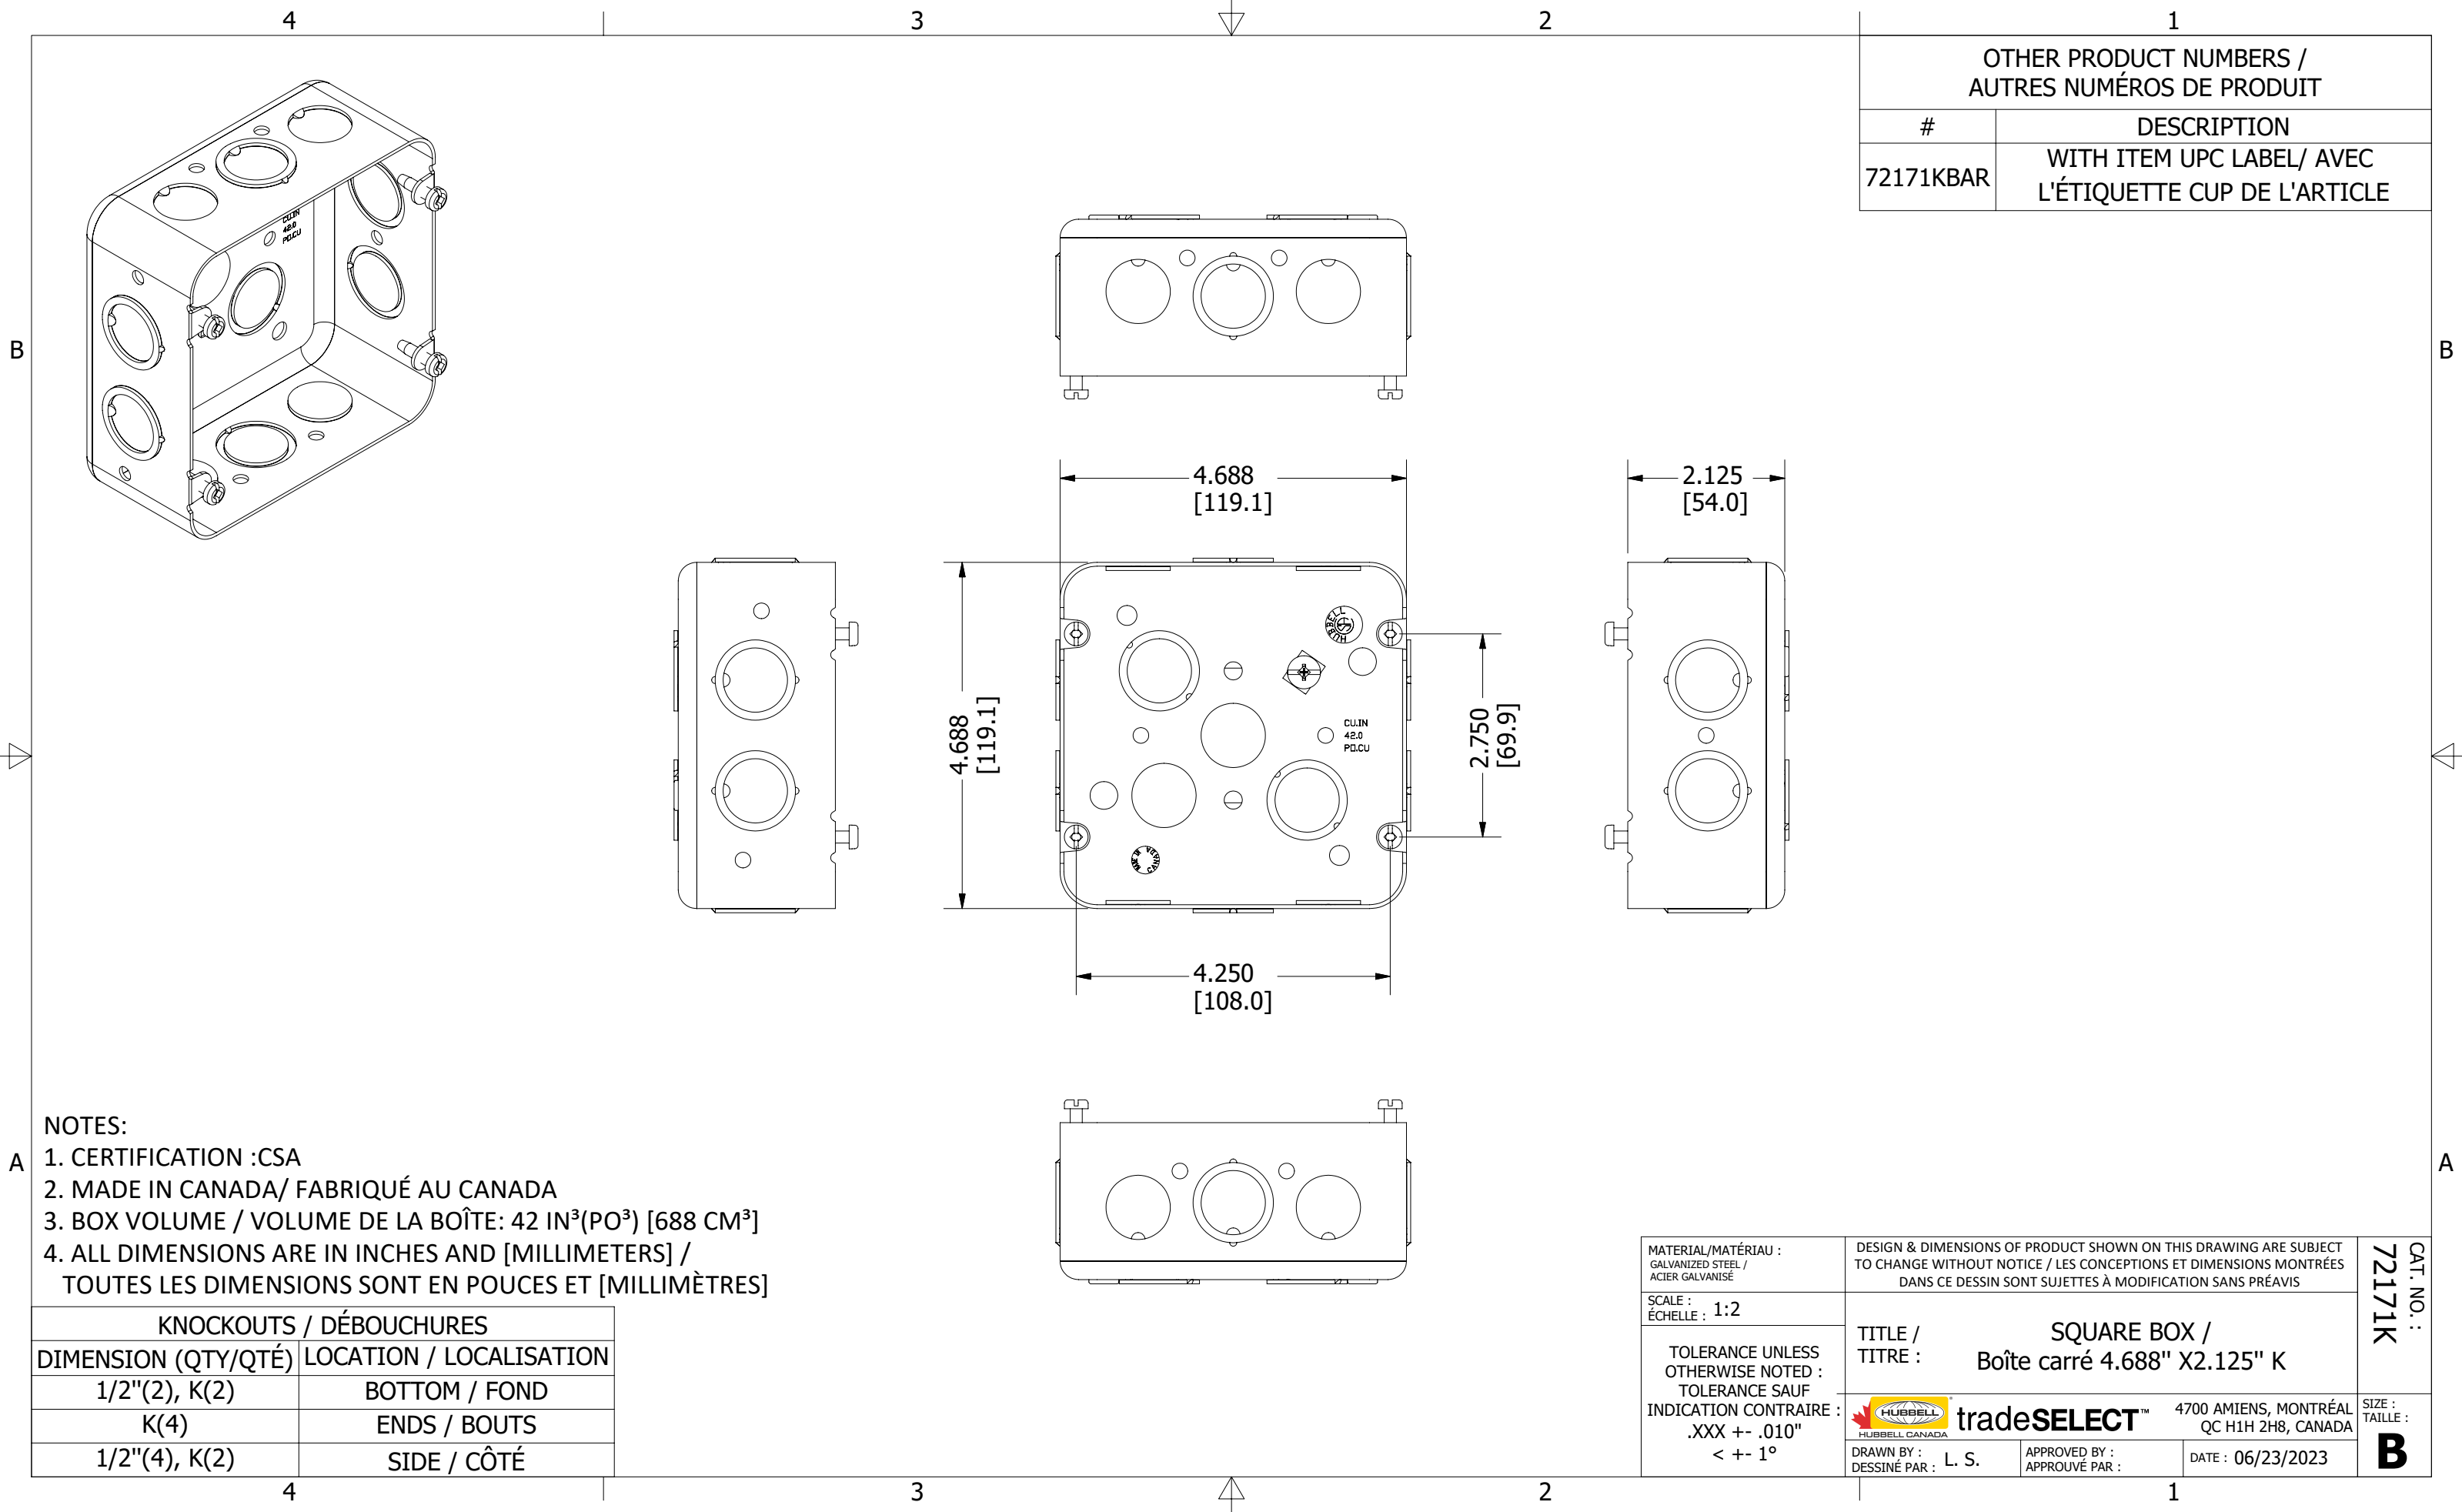 4
3
2
1
OTHER PRODUCT NUMBERS /
AUTRES NUMÉROS DE PRODUIT
#
DESCRIPTION
72171KBAR
WITH ITEM UPC LABEL/ AVEC
L'ÉTIQUETTE CUP DE L'ARTICLE
CU.IN
42.0
PO.CU
B
B
4.688
[119.1]
2.125
[54.0]
4.688
[119.1]
HUBBELL
CU.IN
42.0
PO.CU
2.750
[69.9]
MADE IN CANADA
4.250
[108.0]
A
A
NOTES:
1. CERTIFICATION :CSA
2. MADE IN CANADA/ FABRIQUÉ AU CANADA
3. BOX VOLUME / VOLUME DE LA BOÎTE: 42 IN³(PO³) [688 CM³]
4. ALL DIMENSIONS ARE IN INCHES AND [MILLIMETERS] /
TOUTES LES DIMENSIONS SONT EN POUCES ET [MILLIMÈTRES]
KNOCKOUTS / DÉBOUCHURES
DIMENSION (QTY/QTÉ) LOCATION / LOCALISATION
1/2"(2), K(2) BOTTOM / FOND
K(4) ENDS / BOUTS
1/2"(4), K(2) SIDE / CÔTÉ
MATERIAL/MATÉRIAU :
GALVANIZED STEEL /
ACIER GALVANISÉ
SCALE :
ÉCHELLE : 1:2
TOLERANCE UNLESS
OTHERWISE NOTED :
TOLERANCE SAUF
INDICATION CONTRAIRE :
.XXX +- .010"
< +- 1°
DESIGN & DIMENSIONS OF PRODUCT SHOWN ON THIS DRAWING ARE SUBJECT
TO CHANGE WITHOUT NOTICE / LES CONCEPTIONS ET DIMENSIONS MONTRÉES
DANS CE DESSIN SONT SUJETTES À MODIFICATION SANS PRÉAVIS
TITLE /
TITRE :
SQUARE BOX /
Boîte carré 4.688" X2.125" K
HUBBELL
HUBBELL CANADA
tradeSELECT™
4700 AMIENS, MONTRÉAL
QC H1H 2H8, CANADA
DRAWN BY :
DESSINÉ PAR : L. S.
APPROVED BY :
APPROUVÉ PAR :
DATE : 06/23/2023
CAT. NO. :
72171K
SIZE :
TAILLE :
B
4
3
2
1